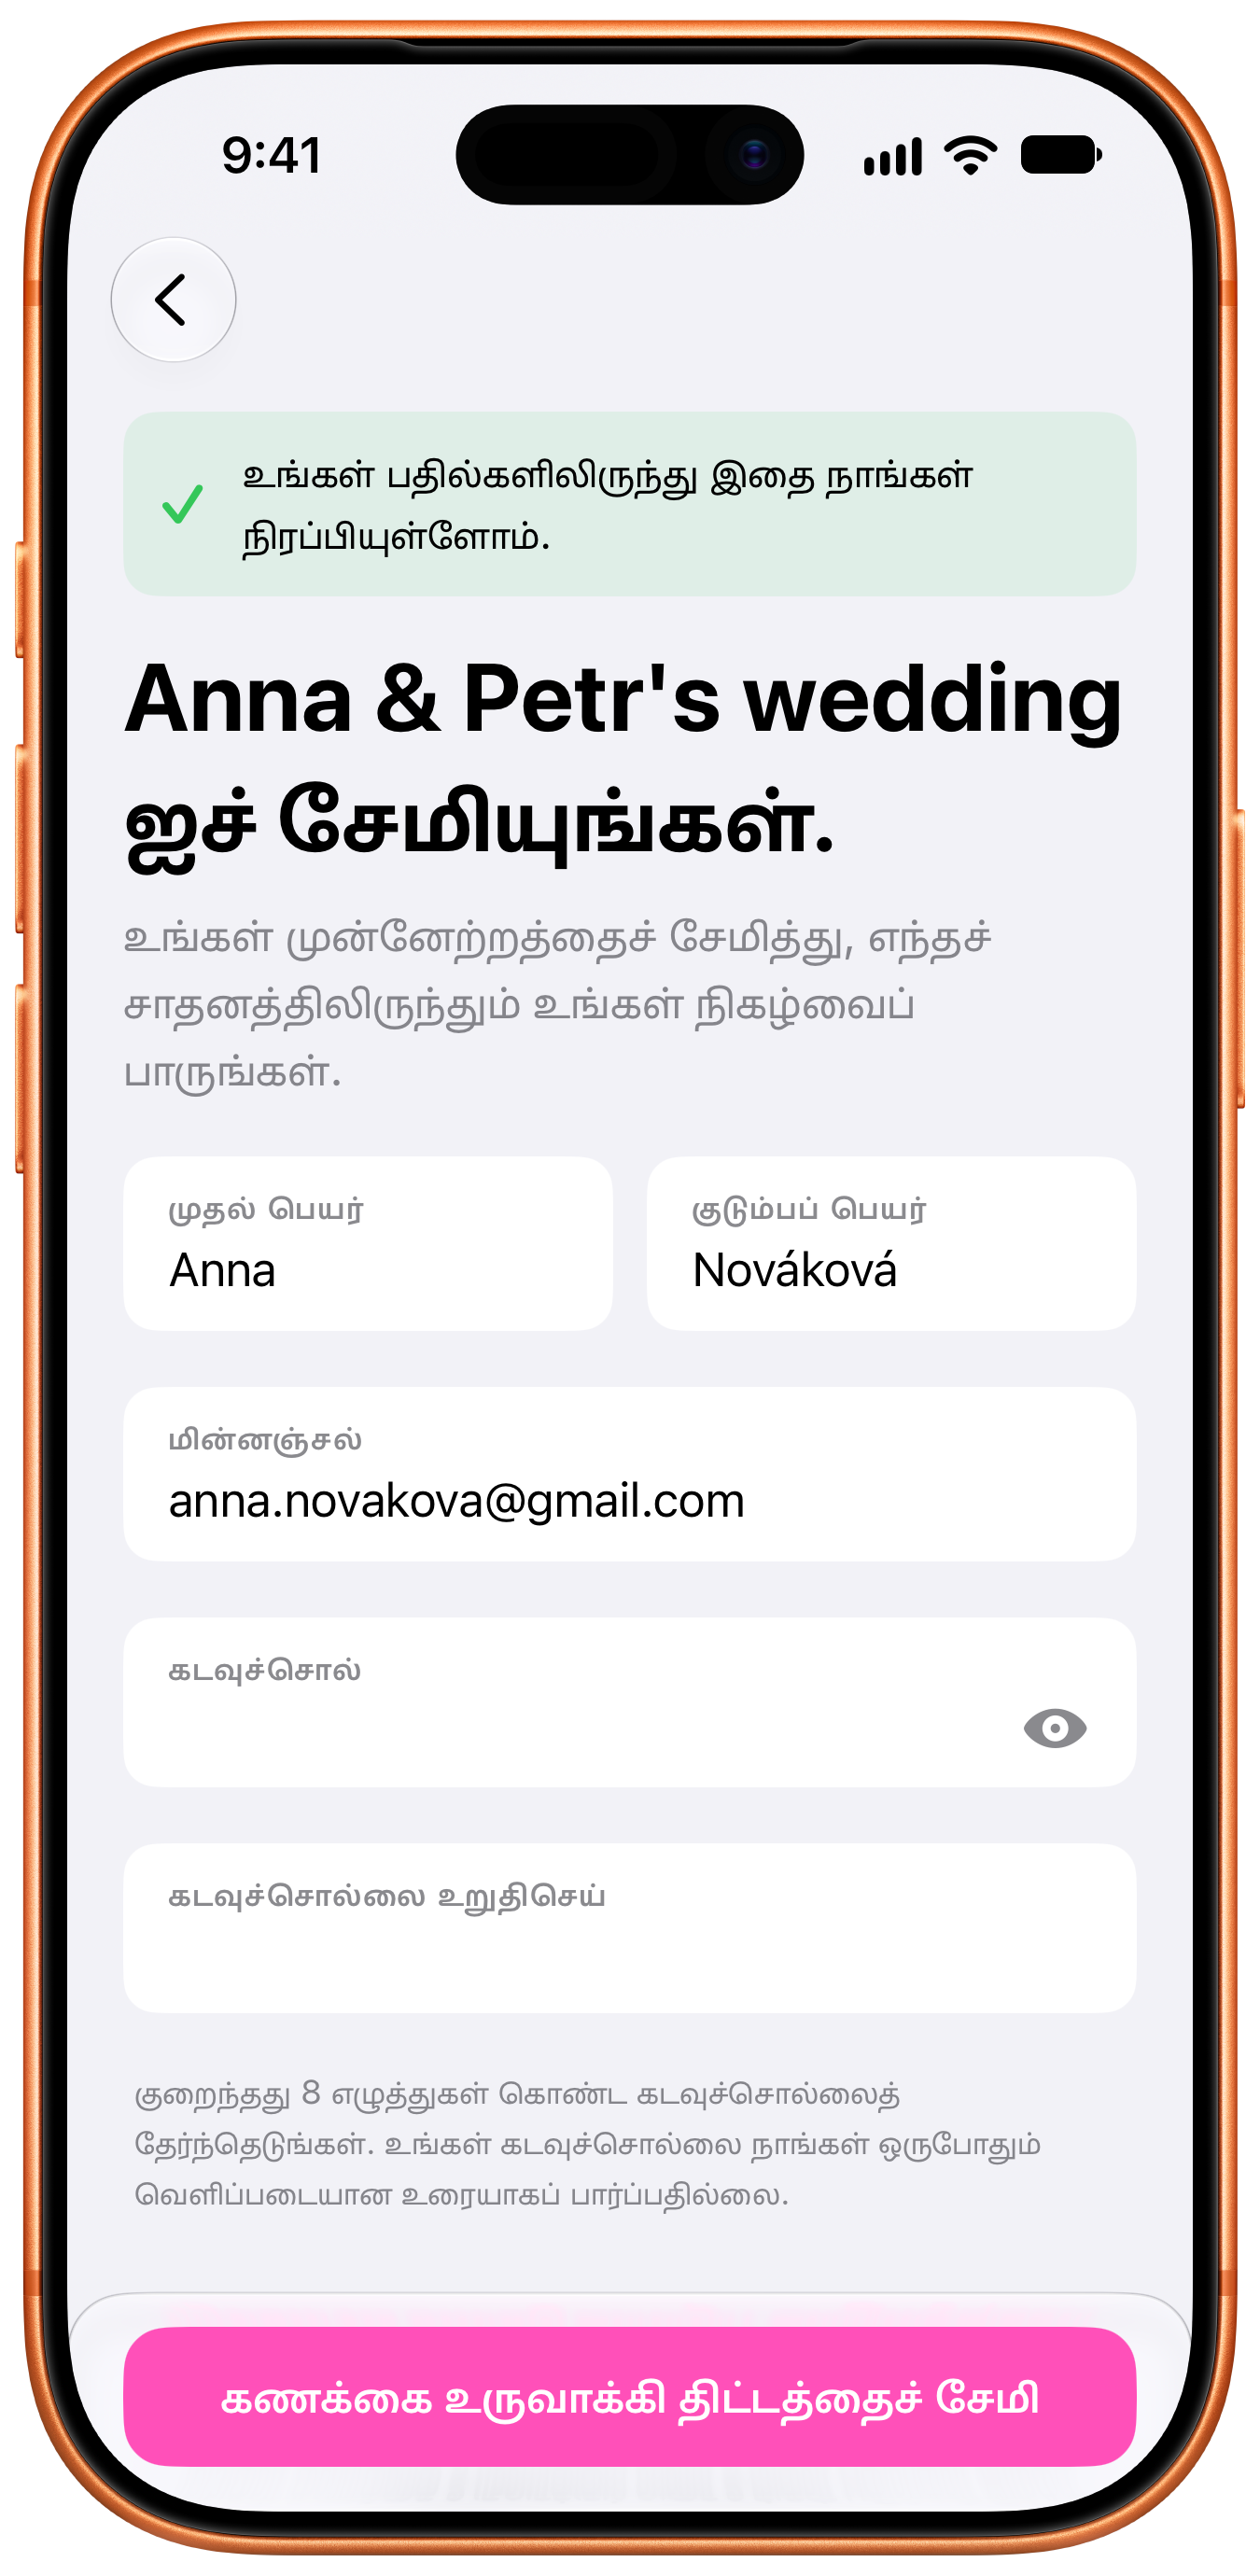 9:41
உங்கள் பதில்களிலிருந்து இதை நாங்கள்
நிரப்பியுள்ளோம்.
Anna & Petr's wedding
ஐச் சேமியுங்கள்.
உங்கள் முன்னேற்றத்தைச் சேமித்து, எந்தச்
சாதனத்திலிருந்தும் உங்கள் நிகழ்வைப்
பாருங்கள்.
முதல் பெயர்
Anna
குடும்பப் பெயர்
Nováková
மின்னஞ்சல்
anna.novakova@gmail.com
கடவுச்சொல்
கடவுச்சொல்லை உறுதிசெய்
குறைந்தது 8 எழுத்துகள் கொண்ட கடவுச்சொல்லைத்
தேர்ந்தெடுங்கள். உங்கள் கடவுச்சொல்லை நாங்கள் ஒருபோதும்
வெளிப்படையான உரையாகப் பார்ப்பதில்லை.
கணக்கை உருவாக்கி திட்டத்தைச் சேமி